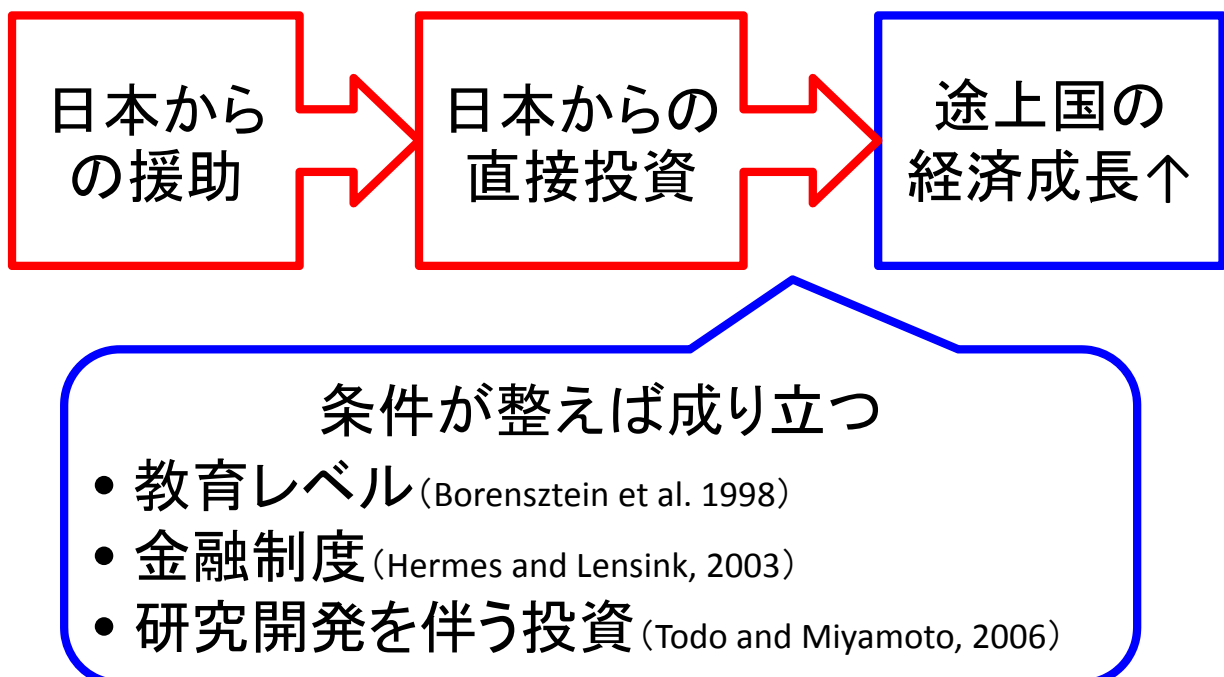 日本から
の援助
日本からの
直接投資
途上国の
経済成長↑
条件が整えば成り立つ
• 教育レベル（Borensztein et al. 1998）
• 金融制度（Hermes and Lensink, 2003）
• 研究開発を伴う投資（Todo and Miyamoto, 2006）